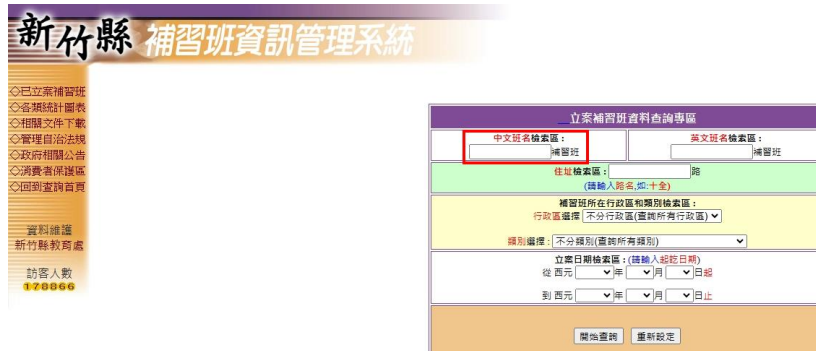 新竹縣 補習班資訊管理系統
◇已立案補習班
◇各類統計圖表
◇相關文件下載
◇管理自治法規
◇政府相關公告
◇消費者保護區
◇回到查詢首頁
資料維護
新竹縣教育處
訪客人數
178866
立案補習班資料查詢專區
中文班名檢索區：
補習班
英文班名檢索區：
補習班
住址檢索區： 路
(請輸入路名,如:十全)
補習班所在行政區和類別檢索區：
行政區選擇 不分行政區(查詢所有行政區)
類別選擇：不分類別(查詢所有類別)
立案日期檢索區：(請輸入起訖日期)
從 西元 年 月 日起
到 西元 年 月 日止
開始查詢 重新設定